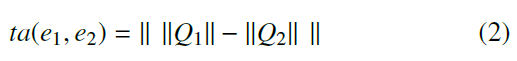 ta(e₁, e₂) = ‖ ‖Q₁‖ − ‖Q₂‖ ‖ (2)